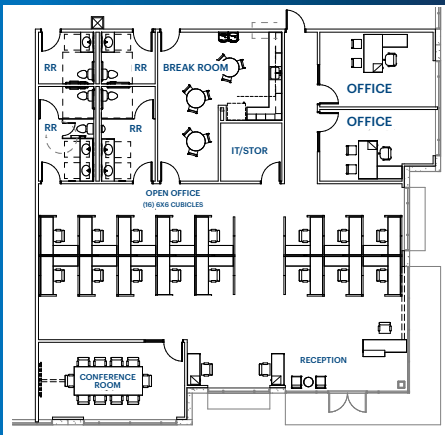 RR
RR
BREAK ROOM
OFFICE
OFFICE
RR
RR
IT/STOR
OPEN OFFICE
(16) 6X6 CUBICLES
RECEPTION
CONFERENCE
ROOM